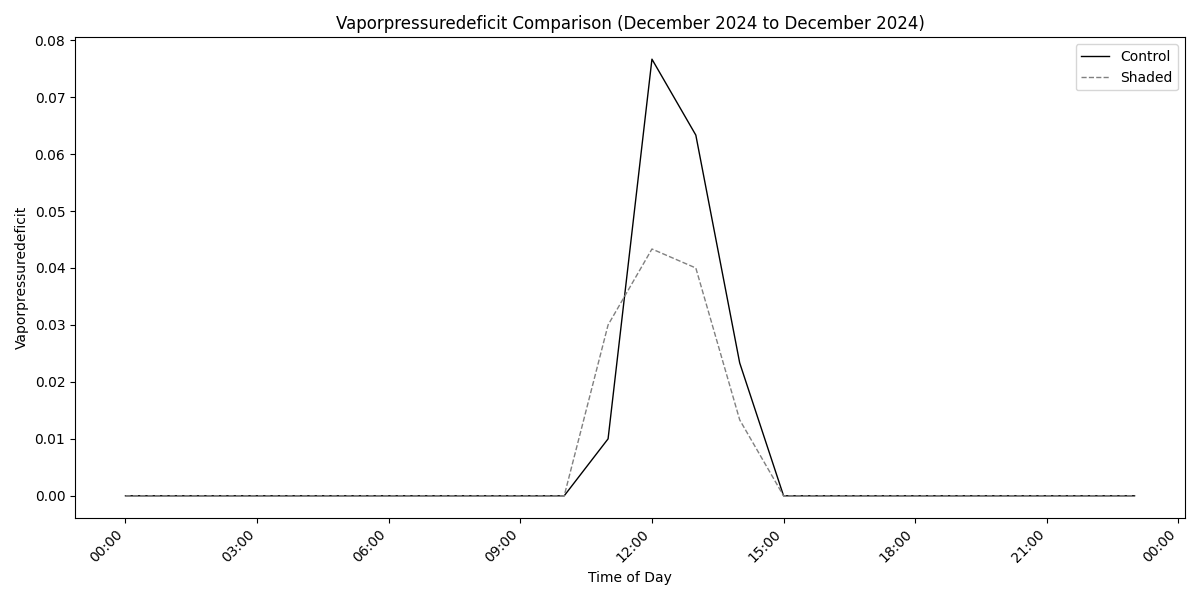 Vaporpressuredeficit Comparison (December 2024 to December 2024)
Control
Shaded
Vaporpressuredeficit
0.08
0.07
0.06
0.05
0.04
0.03
0.02
0.01
0.00
00:00 03:00 06:00 09:00 12:00 15:00 18:00 21:00 00:00
Time of Day